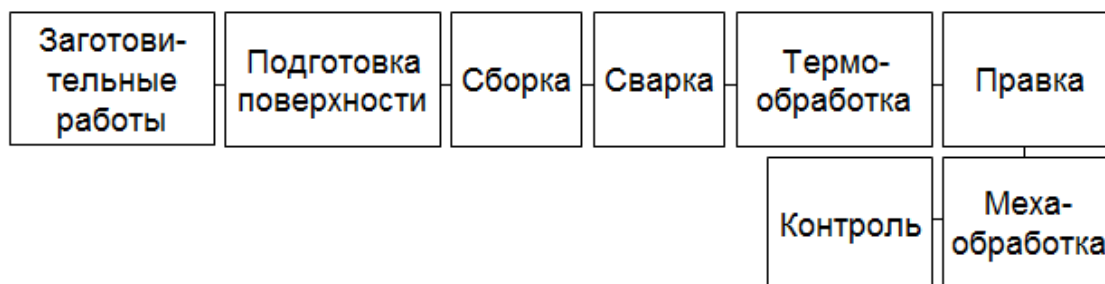 Заготови-
тельные
работы
Подготовка
поверхности
Сборка
Сварка
Термо-
обработка
Правка
Контроль
Меха-
обработка